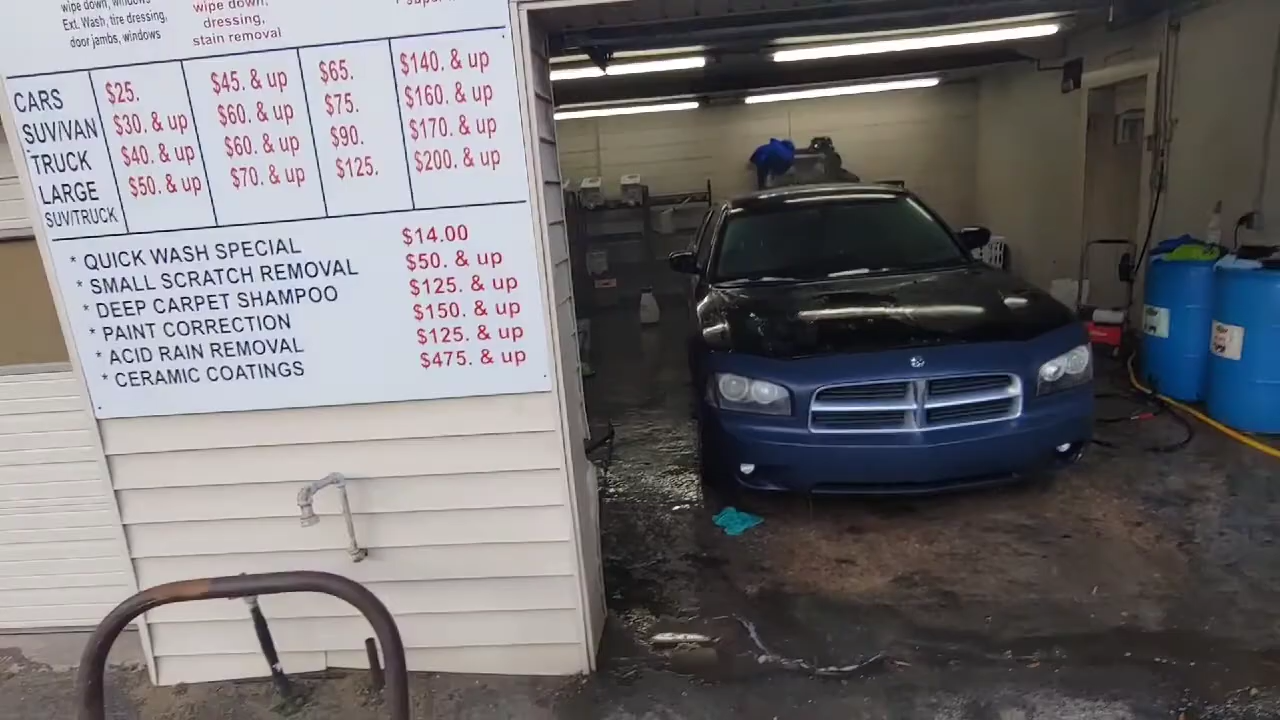 wipe down, windows
Ext. Wash, tire dressing,
door jambs, windows
wipe down,
dressing,
stain removal
CARS $25. $45. & up $65. $140. & up
SUV/VAN $30. & up $60. & up $75. $160. & up
TRUCK $40. & up $60. & up $90. $170. & up
LARGE SUV/TRUCK $50. & up $70. & up $125. $200. & up
* QUICK WASH SPECIAL $14.00
* SMALL SCRATCH REMOVAL $50. & up
* DEEP CARPET SHAMPOO $125. & up
* PAINT CORRECTION $150. & up
* ACID RAIN REMOVAL $125. & up
* CERAMIC COATINGS $475. & up